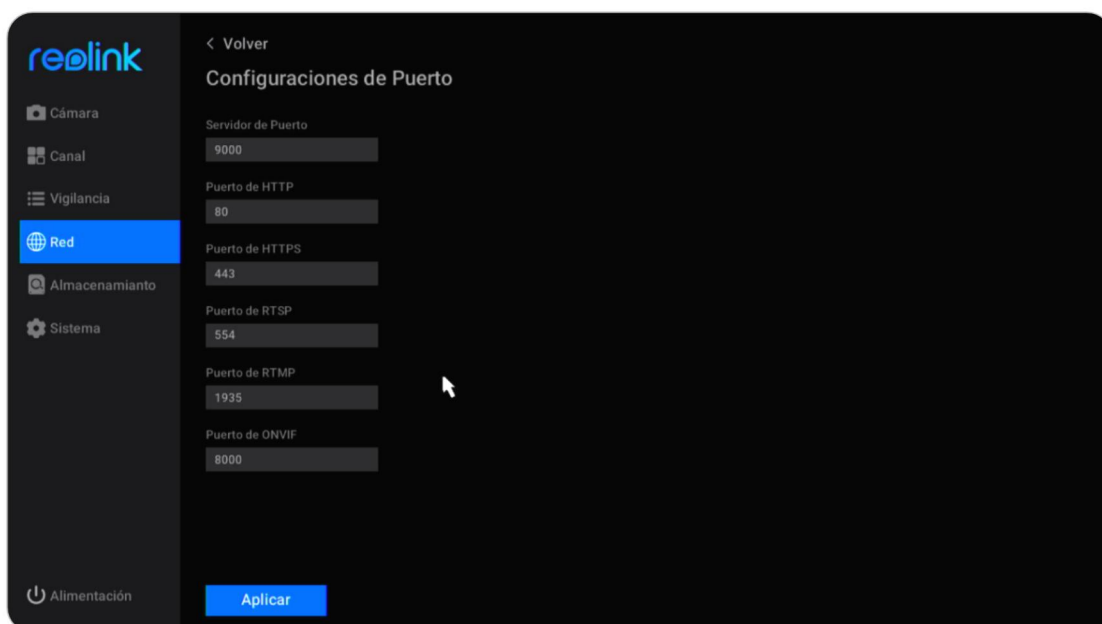 reolink
Cámara
Canal
Vigilancia
Red
Almacenamianto
Sistema
Alimentación
< Volver
Configuraciones de Puerto
Servidor de Puerto
9000
Puerto de HTTP
80
Puerto de HTTPS
443
Puerto de RTSP
554
Puerto de RTMP
1935
Puerto de ONVIF
8000
Aplicar